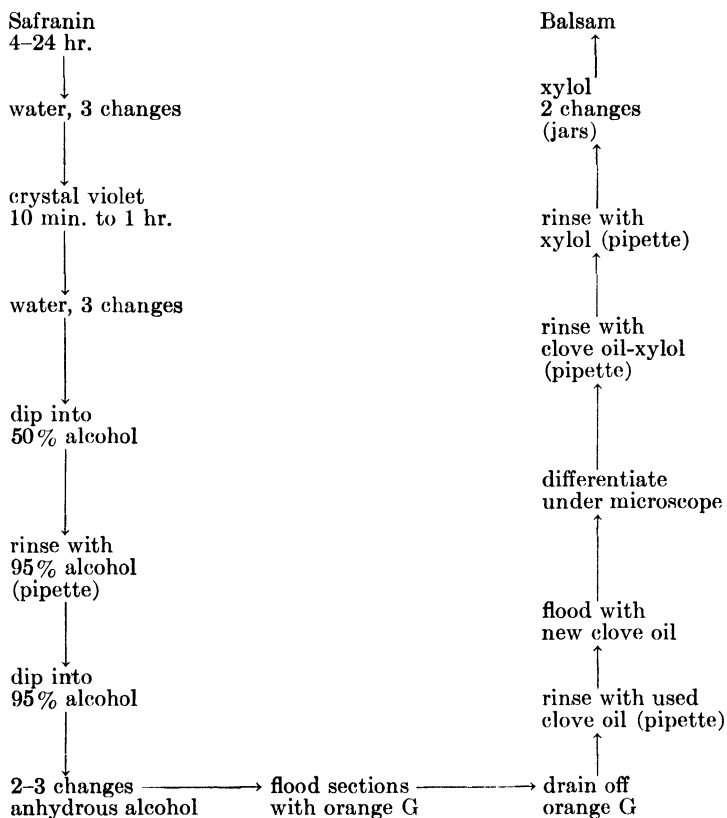 Safranin
4–24 hr.
water, 3 changes
crystal violet
10 min. to 1 hr.
water, 3 changes
dip into
50% alcohol
rinse with
95% alcohol
(pipette)
dip into
95% alcohol
2–3 changes
anhydrous alcohol
flood sections
with orange G
drain off
orange G
rinse with used
clove oil (pipette)
flood with
new clove oil
differentiate
under microscope
rinse with
clove oil-xylol
(pipette)
rinse with
xylol (pipette)
xylol
2 changes
(jars)
Balsam